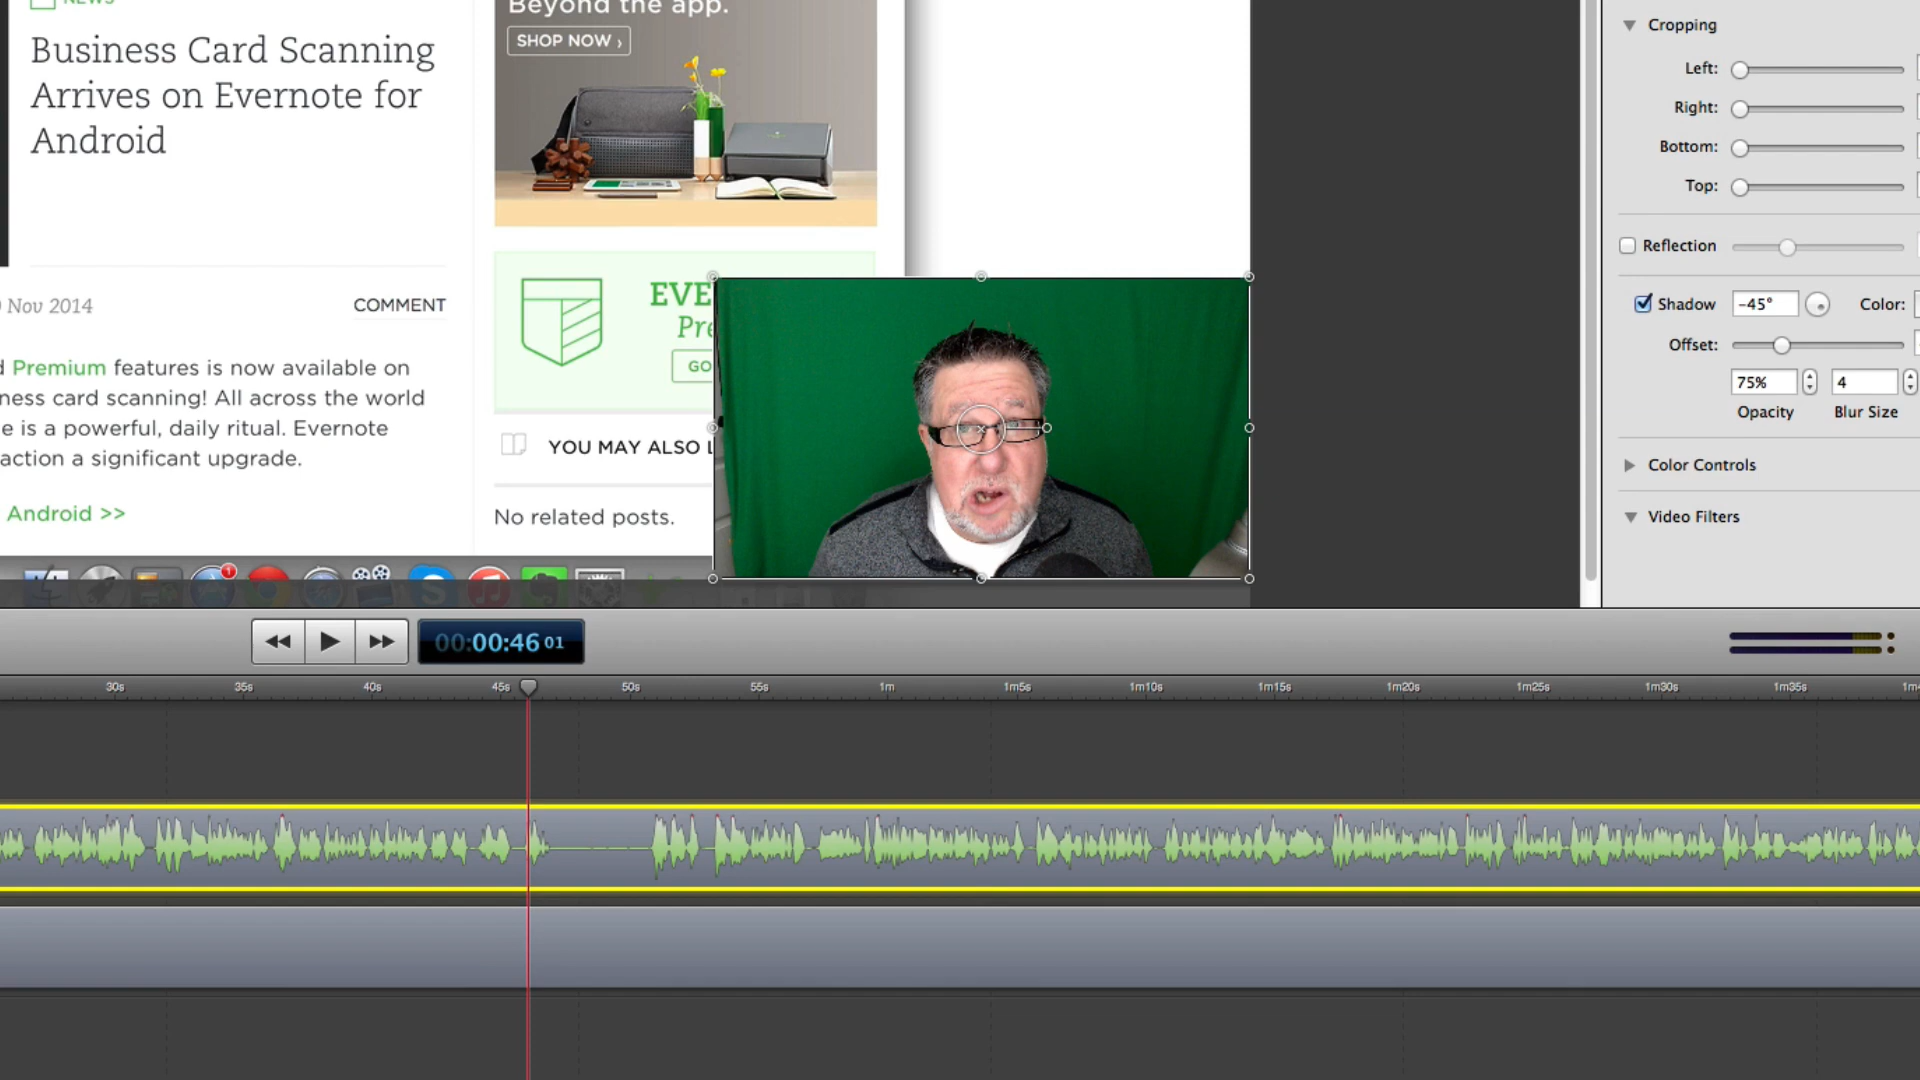 NEWS
Business Card Scanning
Arrives on Evernote for
Android
Nov 2014
COMMENT
Premium features is now available on
ness card scanning! All across the world
e is a powerful, daily ritual. Evernote
action a significant upgrade.
Android >>
Beyond the app.
SHOP NOW ›
EVE
Pre
GO
YOU MAY ALSO L
No related posts.
Cropping
Left:
Right:
Bottom:
Top:
Reflection
Shadow -45° Color:
Offset:
75% 4
Opacity Blur Size
Color Controls
Video Filters
1
00:00:46 01
30s 35s 40s 45s 50s 55s 1m 1m5s 1m10s 1m15s 1m20s 1m25s 1m30s 1m35s